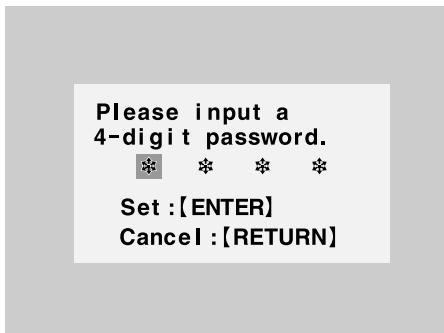 Please input a
4-digit password.
✽ ✽ ✽ ✽
Set :【ENTER】
Cancel :【RETURN】